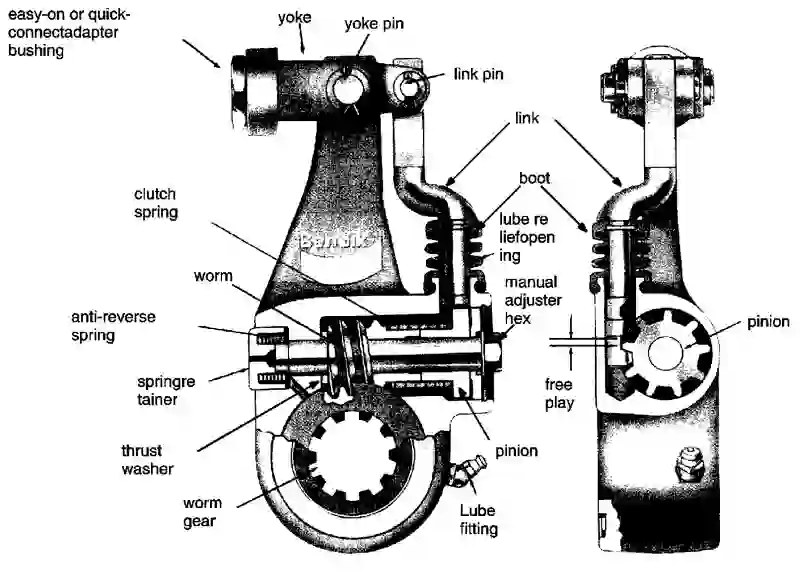 easy-on or quick-
connectadapter
bushing
yoke
yoke pin
link pin
link
clutch
spring
boot
lube re
liefopen
ing
Bendix
worm
manual
adjuster
hex
anti-reverse
spring
pinion
springre
tainer
free
play
thrust
washer
pinion
worm
gear
Lube
fitting